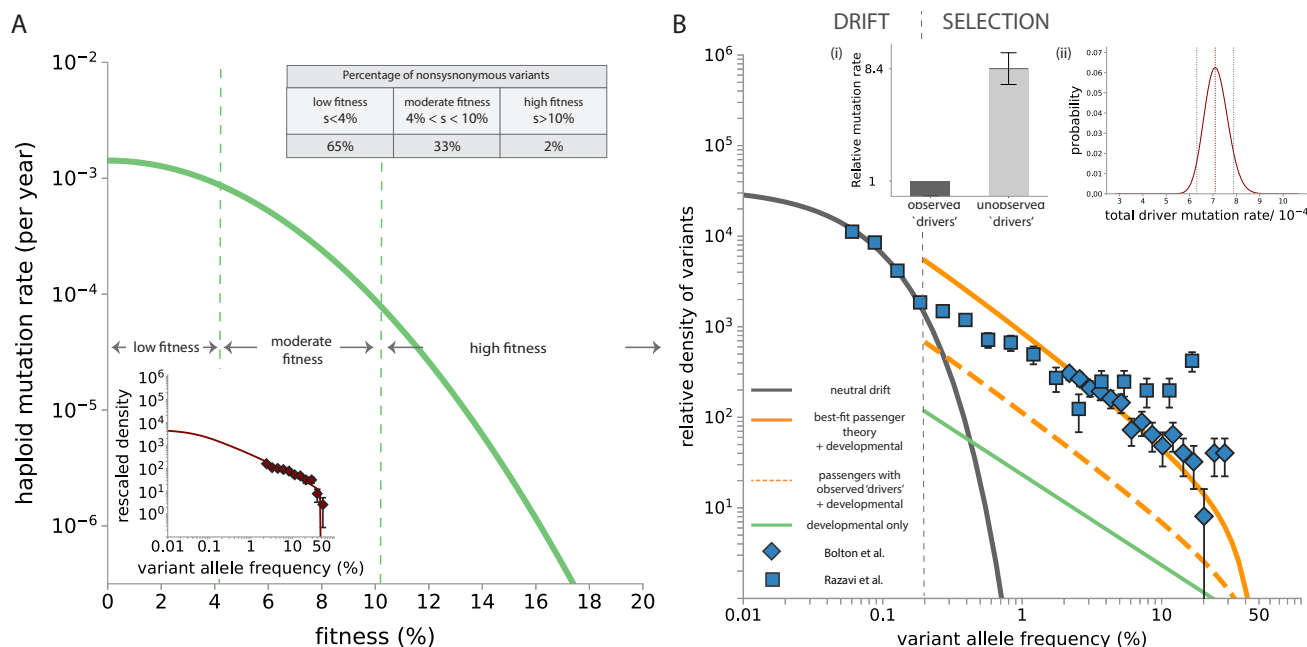 A
haploid mutation rate (per year)
10^-2
10^-3
10^-4
10^-5
10^-6
Percentage of nonsysnonymous variants
low fitness
s<4%
moderate fitness
4% < s < 10%
high fitness
s>10%
65%
33%
2%
low fitness
moderate
fitness
high fitness
rescaled density
10^6
10^5
10^4
10^3
10^2
10^1
10^0
0.01
0.1
1
10
50
variant allele frequency (%)
0
2
4
6
8
10
12
14
16
18
20
fitness (%)
B
DRIFT
SELECTION
relative density of variants
10^6
10^5
10^4
10^3
10^2
10^1
(i)
Relative mutation rate
8.4
1
observed
`drivers'
unobserved
`drivers'
(ii)
probability
0.07
0.06
0.05
0.04
0.03
0.02
0.01
0.00
3
4
5
6
7
8
9
10
total driver mutation rate/ 10^-4
neutral drift
best-fit passenger
theory
+ developmental
passengers with
observed 'drivers'
+ developmental
developmental only
Bolton et al.
Razavi et al.
0.01
0.1
1
10
50
variant allele frequency (%)